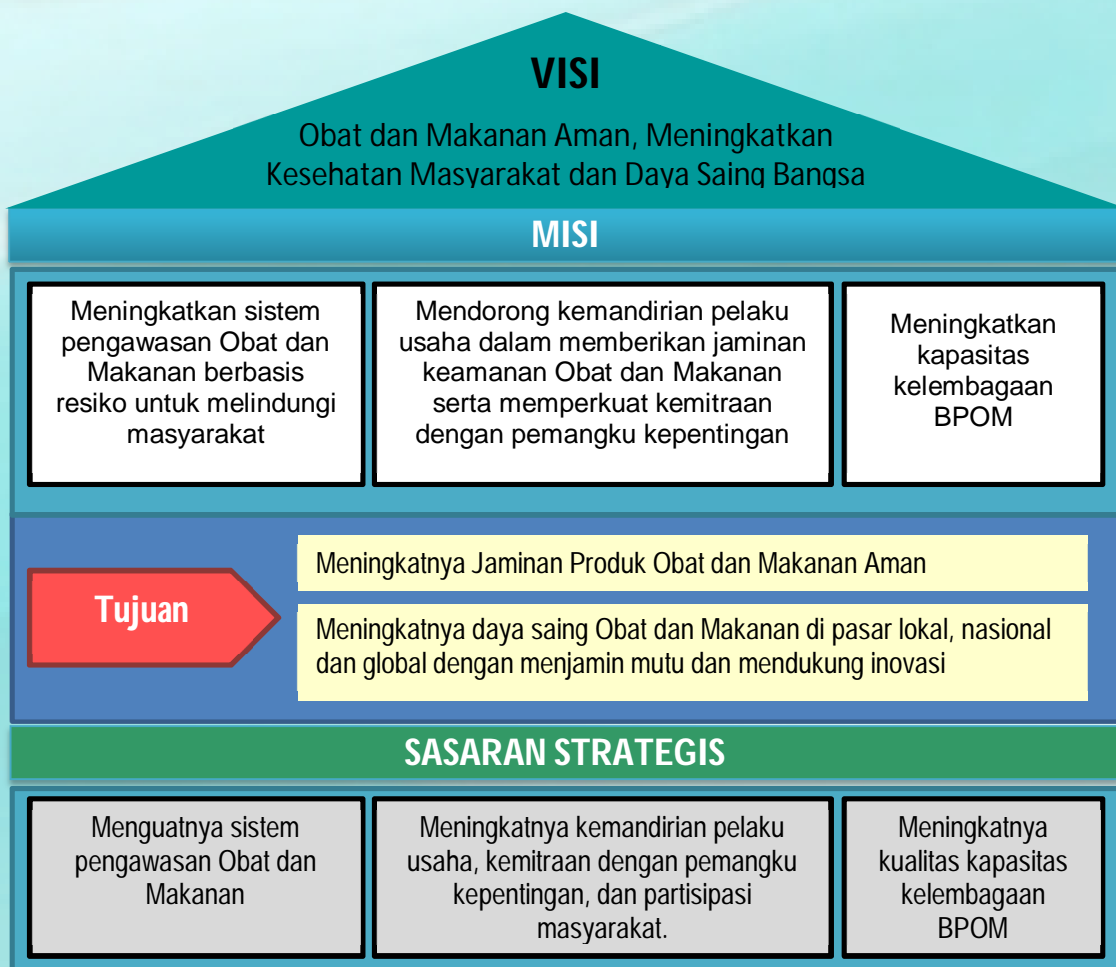 VISI
Obat dan Makanan Aman, Meningkatkan
Kesehatan Masyarakat dan Daya Saing Bangsa
MISI
Meningkatkan sistem
pengawasan Obat dan
Makanan berbasis
resiko untuk melindungi
masyarakat
Mendorong kemandirian pelaku
usaha dalam memberikan jaminan
keamanan Obat dan Makanan
serta memperkuat kemitraan
dengan pemangku kepentingan
Meningkatkan
kapasitas
kelembagaan
BPOM
Tujuan
Meningkatnya Jaminan Produk Obat dan Makanan Aman
Meningkatnya daya saing Obat dan Makanan di pasar lokal, nasional
dan global dengan menjamin mutu dan mendukung inovasi
SASARAN STRATEGIS
Menguatnya sistem
pengawasan Obat dan
Makanan
Meningkatnya kemandirian pelaku
usaha, kemitraan dengan pemangku
kepentingan, dan partisipasi
masyarakat.
Meningkatnya
kualitas kapasitas
kelembagaan
BPOM